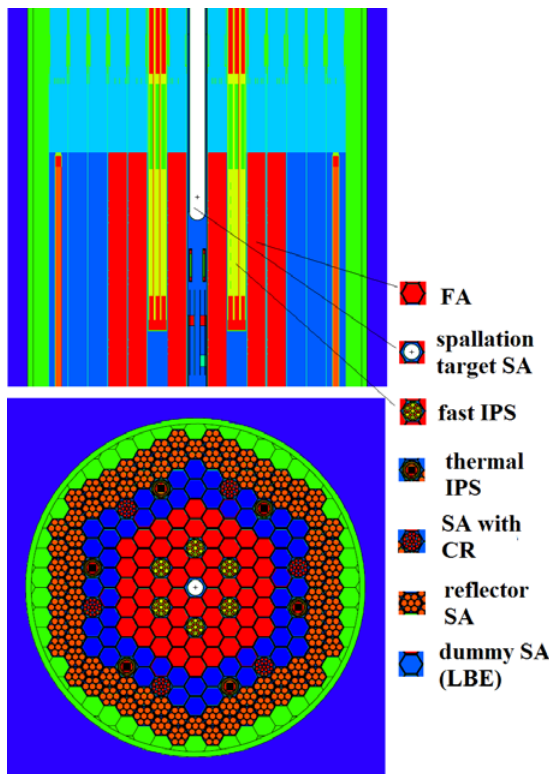 FA
spallation
target SA
fast IPS
thermal
IPS
SA with
CR
reflector
SA
dummy SA
(LBE)